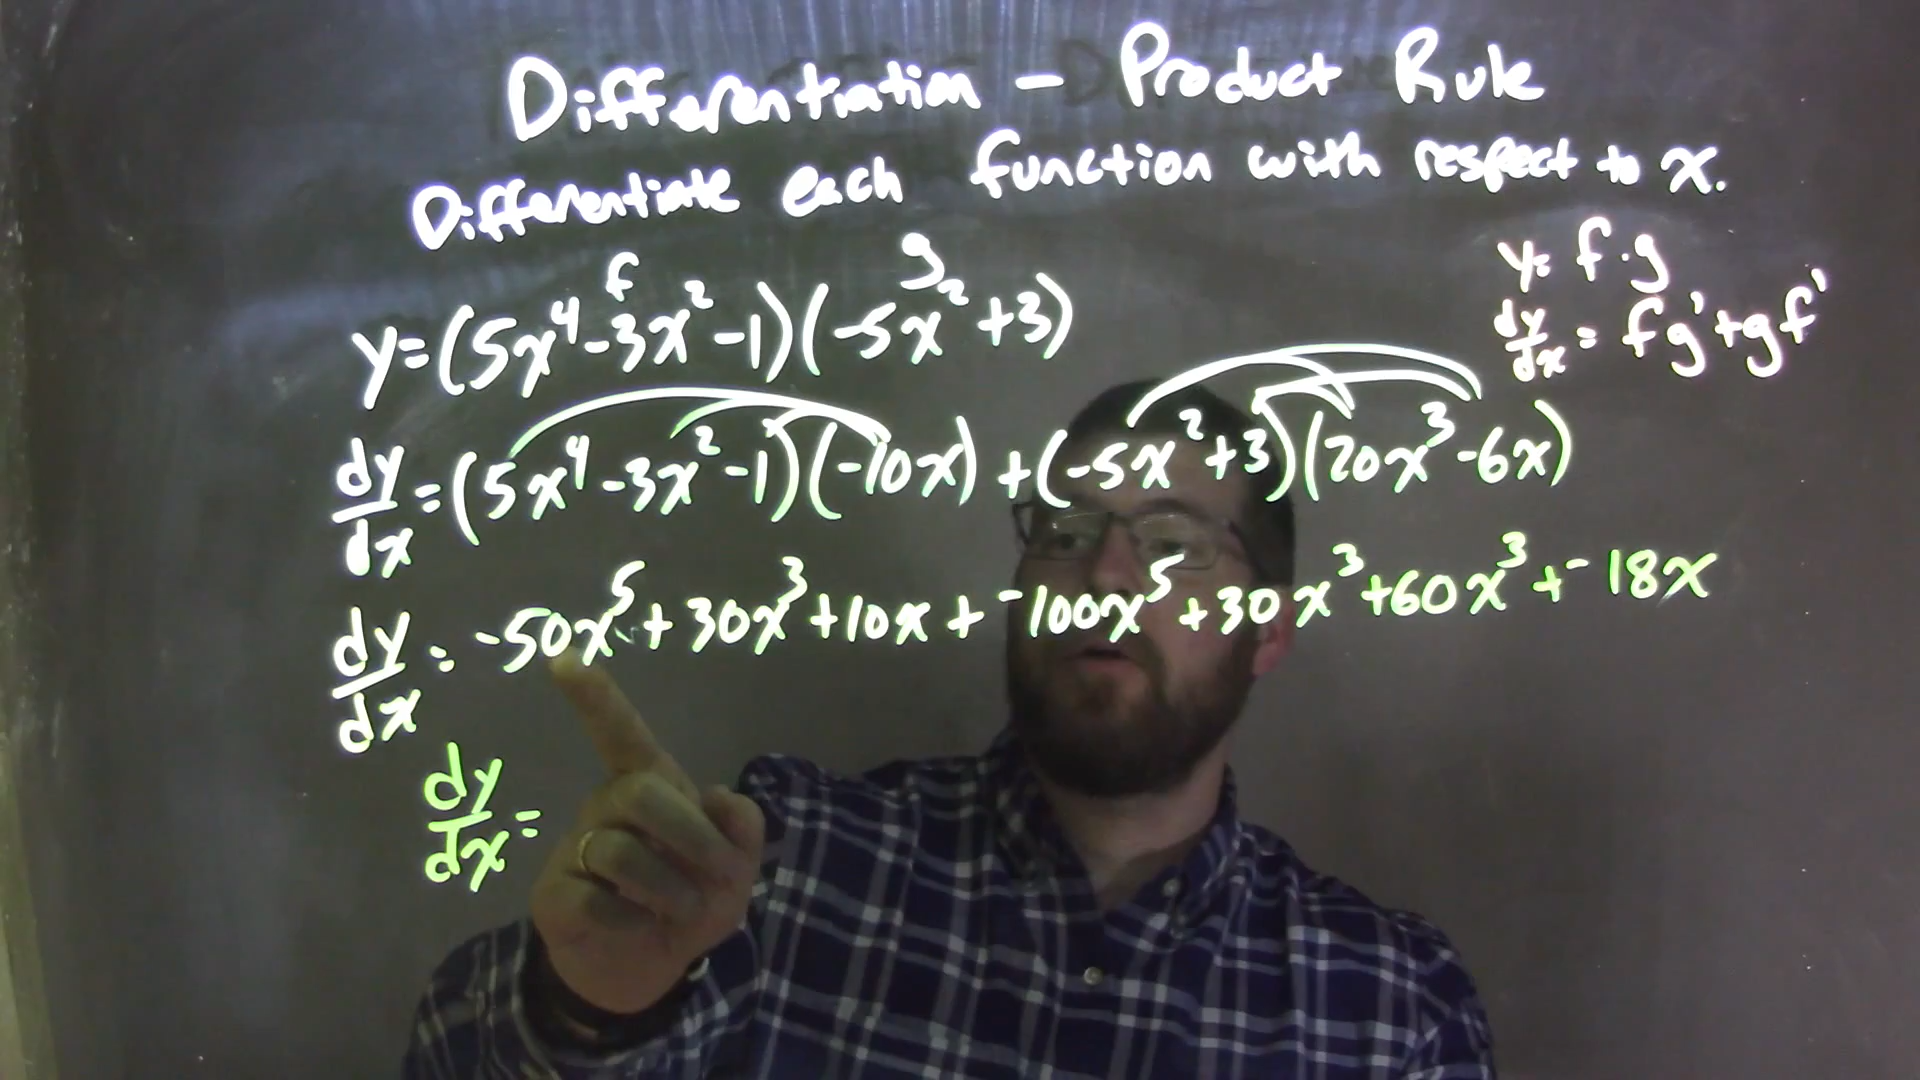 Differentiation - Product Rule
Differentiate each function with respect to x.
f g
y=(5x⁴-3x²-1)(-5x²+3)
y= f·g
dy/dx = fg'+gf'
dy/dx = (5x⁴-3x²-1)(-10x) + (-5x²+3)(20x³-6x)
dy/dx = -50x⁵+30x³+10x+⁻100x⁵+30x³+60x³+⁻18x
dy/dx =